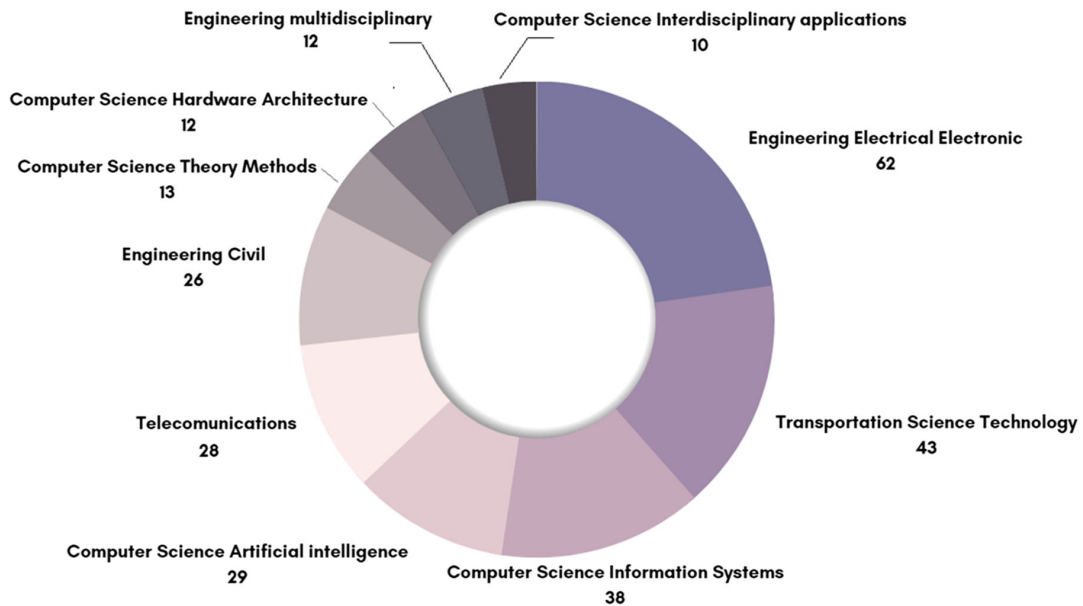 Engineering multidisciplinary
12
Computer Science Interdisciplinary applications
10
Computer Science Hardware Architecture
12
Engineering Electrical Electronic
62
Computer Science Theory Methods
13
Engineering Civil
26
Telecomunications
28
Transportation Science Technology
43
Computer Science Artificial intelligence
29
Computer Science Information Systems
38